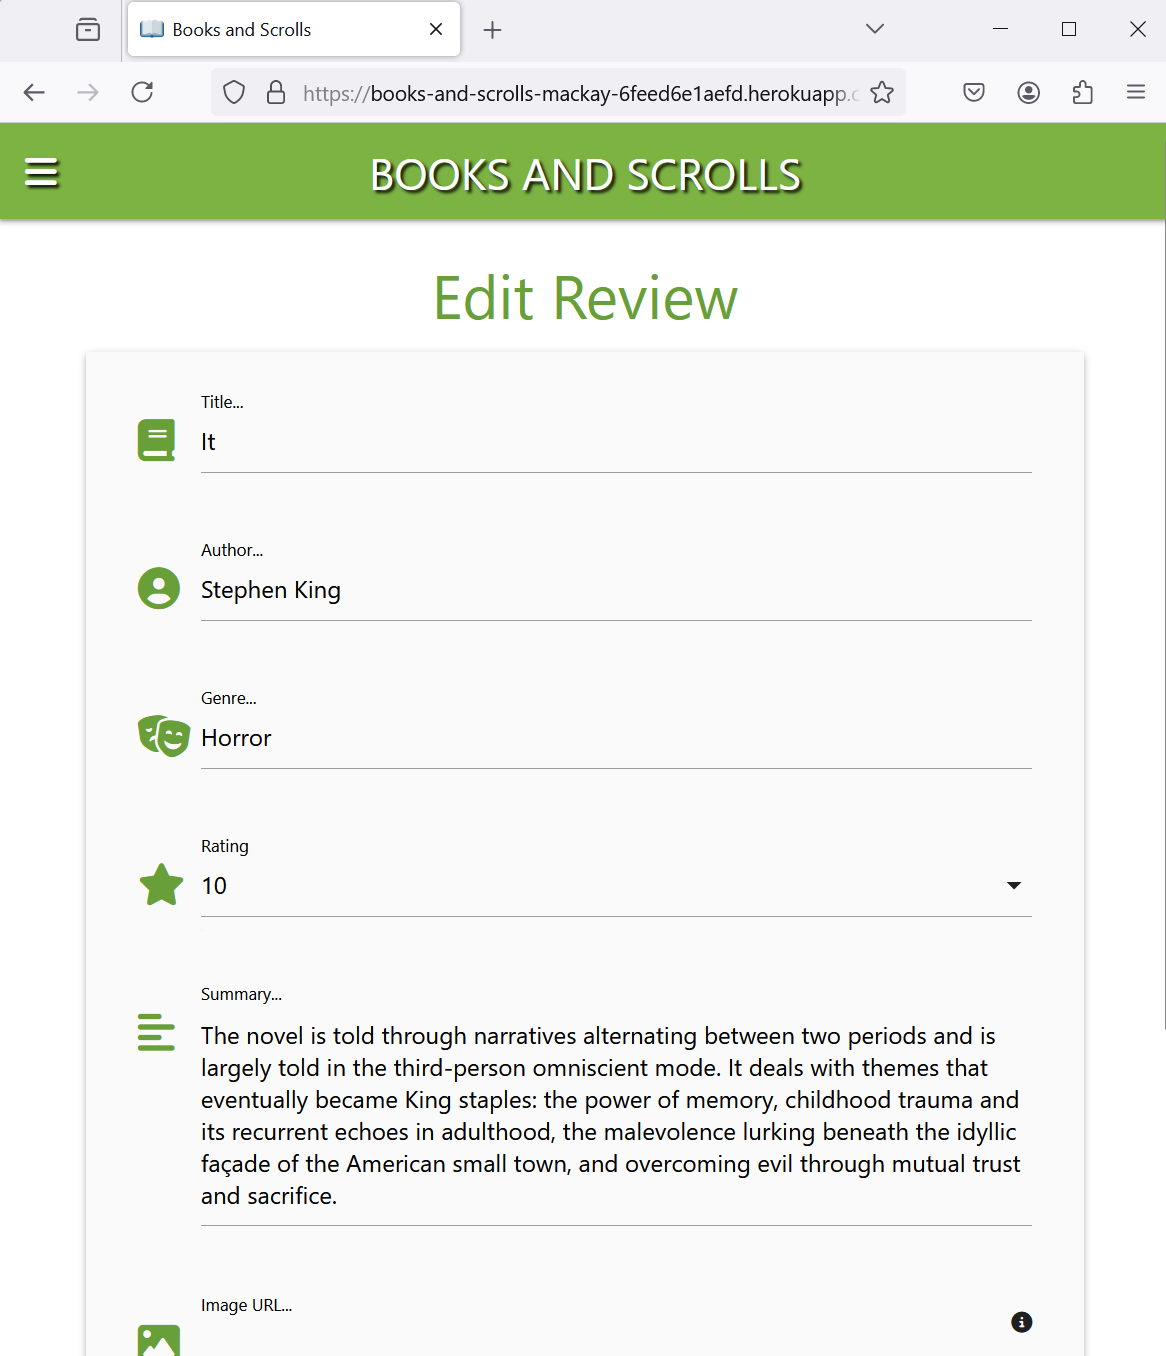 Books and Scrolls
https://books-and-scrolls-mackay-6feed6e1aefd.herokuapp.c
BOOKS AND SCROLLS
Edit Review
Title...
It
Author...
Stephen King
Genre...
Horror
Rating
10
Summary...
The novel is told through narratives alternating between two periods and is
largely told in the third-person omniscient mode. It deals with themes that
eventually became King staples: the power of memory, childhood trauma and
its recurrent echoes in adulthood, the malevolence lurking beneath the idyllic
façade of the American small town, and overcoming evil through mutual trust
and sacrifice.
Image URL...